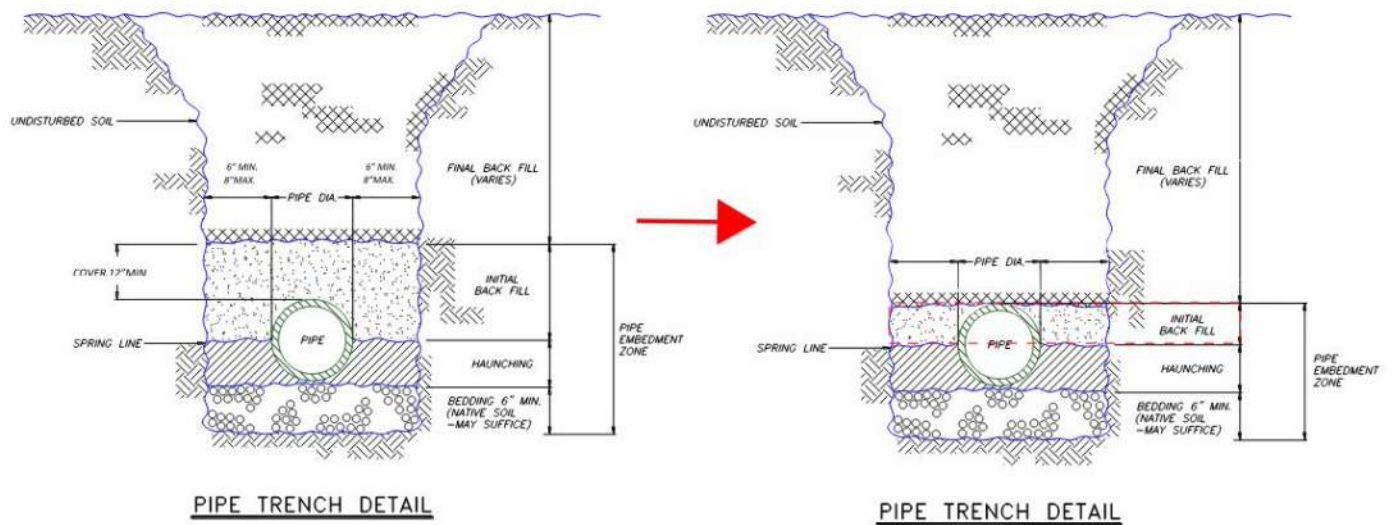 UNDISTURBED SOIL
6" MIN.
8"MAX.
6" MIN.
8"MAX.
PIPE DIA.
FINAL BACK FILL
(VARIES)
COVER 12"MIN.
INITIAL
BACK FILL
SPRING LINE
PIPE
PIPE
EMBEDMENT
ZONE
HAUNCHING
BEDDING 6" MIN.
(NATIVE SOIL
-MAY SUFFICE)
PIPE TRENCH DETAIL
UNDISTURBED SOIL
FINAL BACK FILL
(VARIES)
PIPE DIA.
INITIAL
BACK FILL
SPRING LINE
PIPE
PIPE
EMBEDMENT
ZONE
HAUNCHING
BEDDING 6" MIN.
(NATIVE SOIL
-MAY SUFFICE)
PIPE TRENCH DETAIL